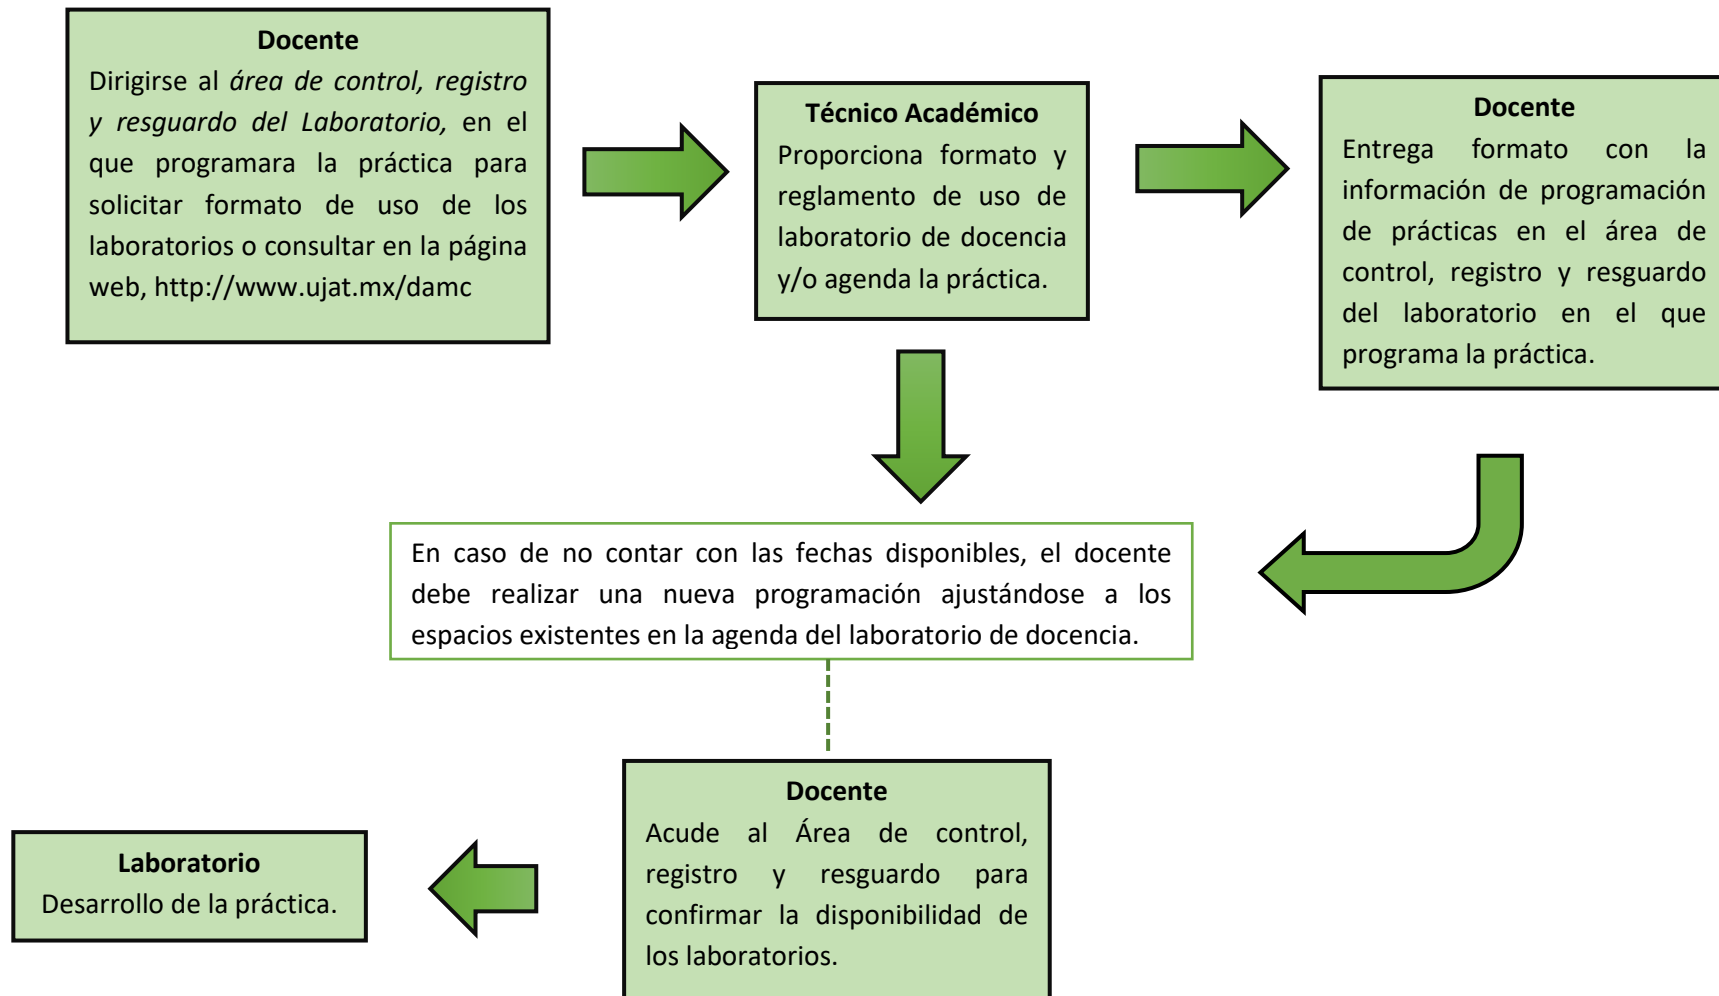 Docente
Dirigirse al área de control, registro
y resguardo del Laboratorio, en el
que programara la práctica para
solicitar formato de uso de los
laboratorios o consultar en la página
web, http://www.ujat.mx/damc
Técnico Académico
Proporciona formato y
reglamento de uso de
laboratorio de docencia
y/o agenda la práctica.
Docente
Entrega formato con la
información de programación
de prácticas en el área de
control, registro y resguardo
del laboratorio en el que
programa la práctica.
En caso de no contar con las fechas disponibles, el docente
debe realizar una nueva programación ajustándose a los
espacios existentes en la agenda del laboratorio de docencia.
Docente
Acude al Área de control,
registro y resguardo para
confirmar la disponibilidad de
los laboratorios.
Laboratorio
Desarrollo de la práctica.